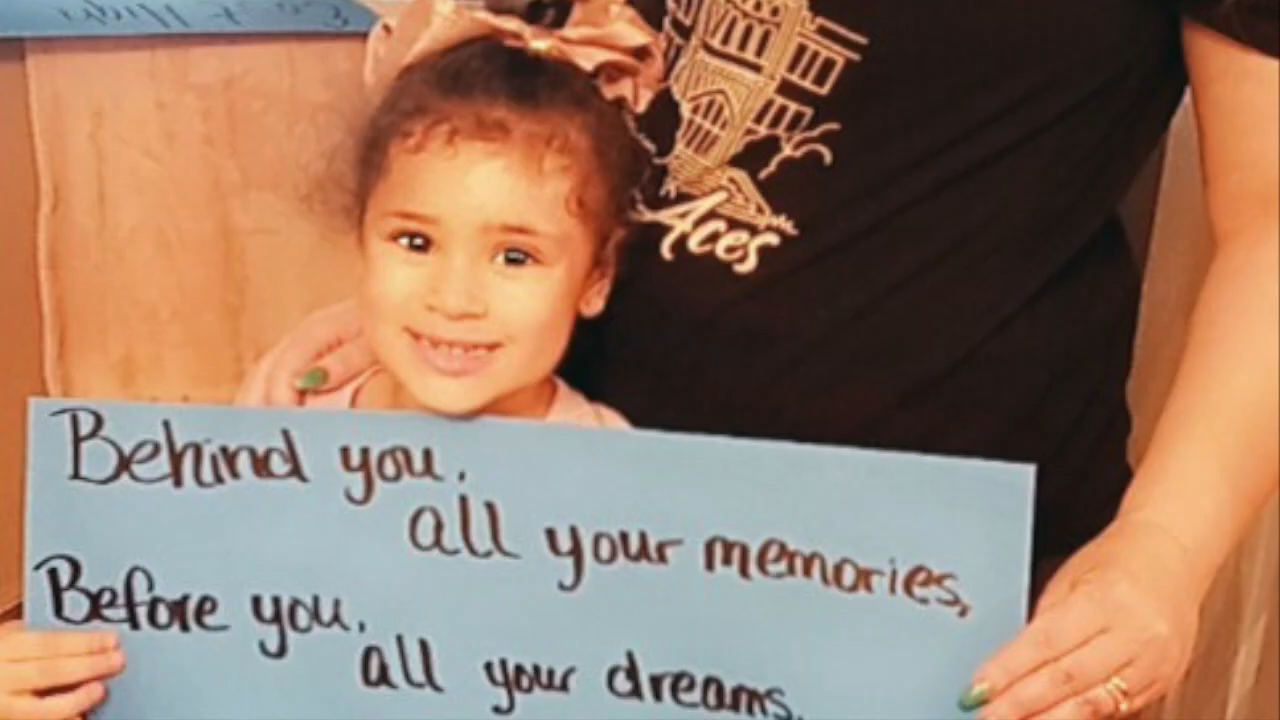 Aces
Behind you,
all your memories,
Before you,
all your dreams.